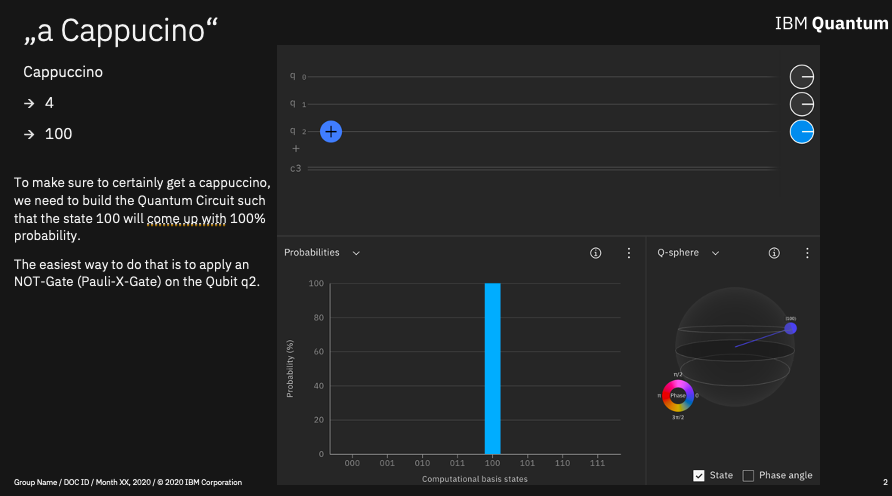 „a Cappucino“
IBM Quantum
Cappuccino
→ 4
→ 100
To make sure to certainly get a cappuccino,
we need to build the Quantum Circuit such
that the state 100 will come up with 100%
probability.
The easiest way to do that is to apply an
NOT-Gate (Pauli-X-Gate) on the Qubit q2.
q 0
q 1
q 2
+
+
c3
Probabilities
Probability (%)
100
80
60
40
20
0
000 001 010 011 100 101 110 111
Computational basis states
Q-sphere
|100⟩
π/2
π Phase 0
3π/2
State Phase angle
Group Name / DOC ID / Month XX, 2020 / © 2020 IBM Corporation
2